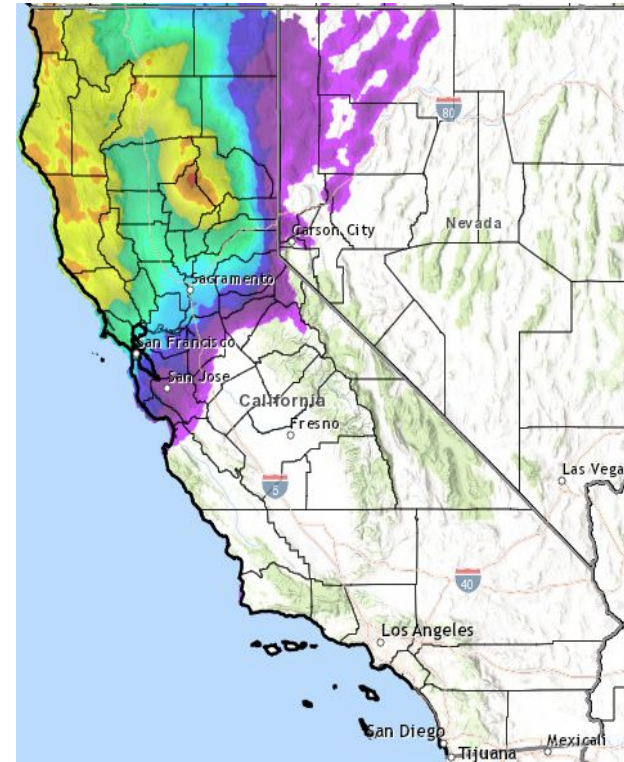 80
Carson City
Nevada
Sacramento
San Francisco
San Jose
California
Fresno
Las Vega
5
40
Los Angeles
San Diego
Mexicali
Tijuana